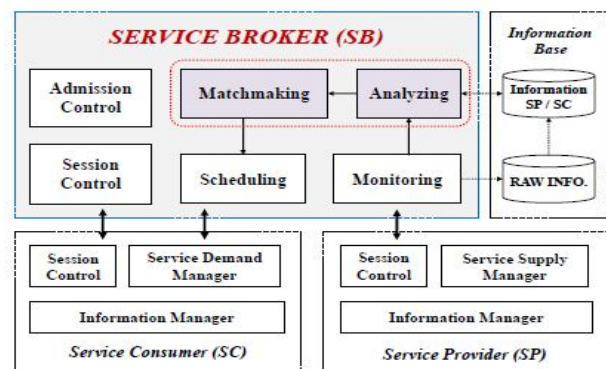 SERVICE BROKER (SB)
Admission
Control
Matchmaking
Analyzing
Session
Control
Scheduling
Monitoring
Information
Base
Information
SP / SC
RAW INFO.
Session
Control
Service Demand
Manager
Information Manager
Service Consumer (SC)
Session
Control
Service Supply
Manager
Information Manager
Service Provider (SP)